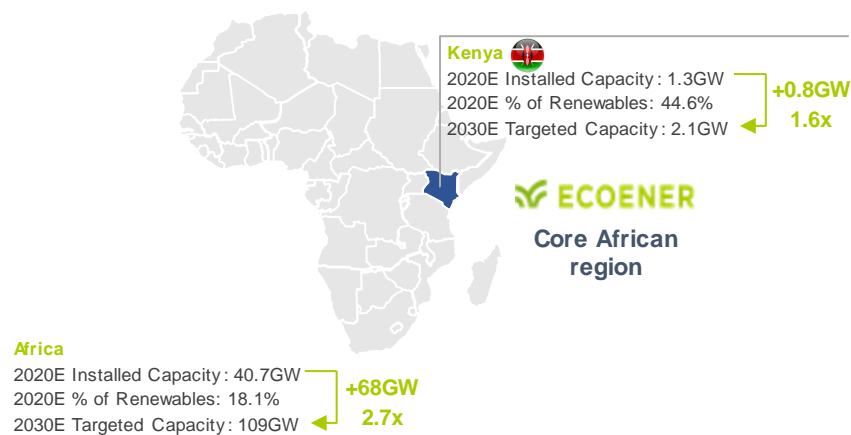 Kenya
2020E Installed Capacity: 1.3GW
2020E % of Renewables: 44.6%
2030E Targeted Capacity: 2.1GW
+0.8GW
1.6x
ECOENER
Core African
region
Africa
2020E Installed Capacity: 40.7GW
2020E % of Renewables: 18.1%
2030E Targeted Capacity: 109GW
+68GW
2.7x